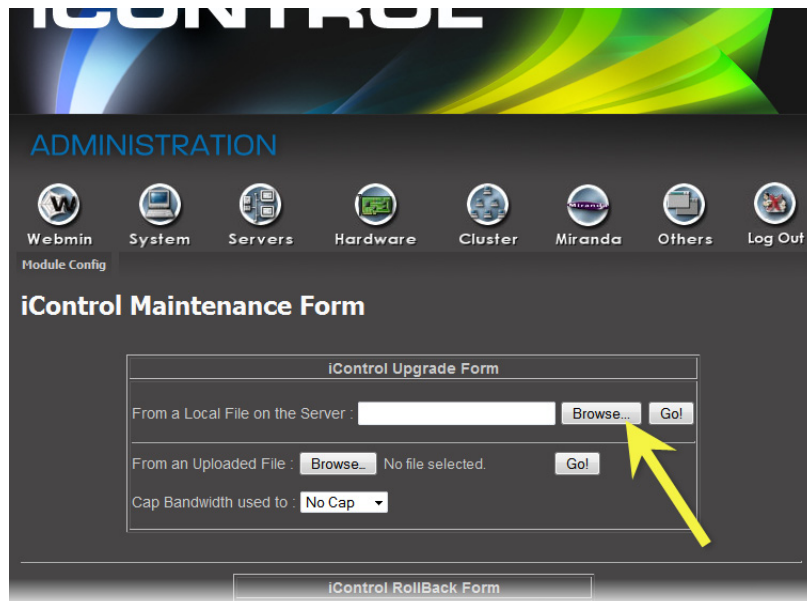 iCONTROL
ADMINISTRATION
Webmin System Servers Hardware Cluster Miranda Others Log Out
Module Config
iControl Maintenance Form
iControl Upgrade Form
From a Local File on the Server : Browse... Go!
From an Uploaded File : Browse... No file selected. Go!
Cap Bandwidth used to : No Cap
iControl RollBack Form